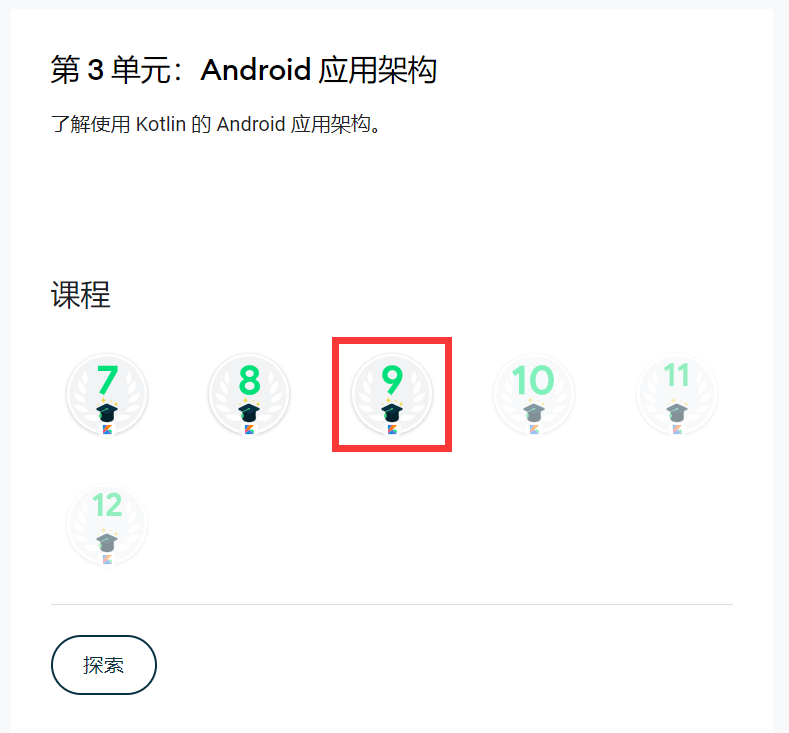 第 3 单元：Android 应用架构
了解使用 Kotlin 的 Android 应用架构。
课程
7 8 9 10 11
12
探索